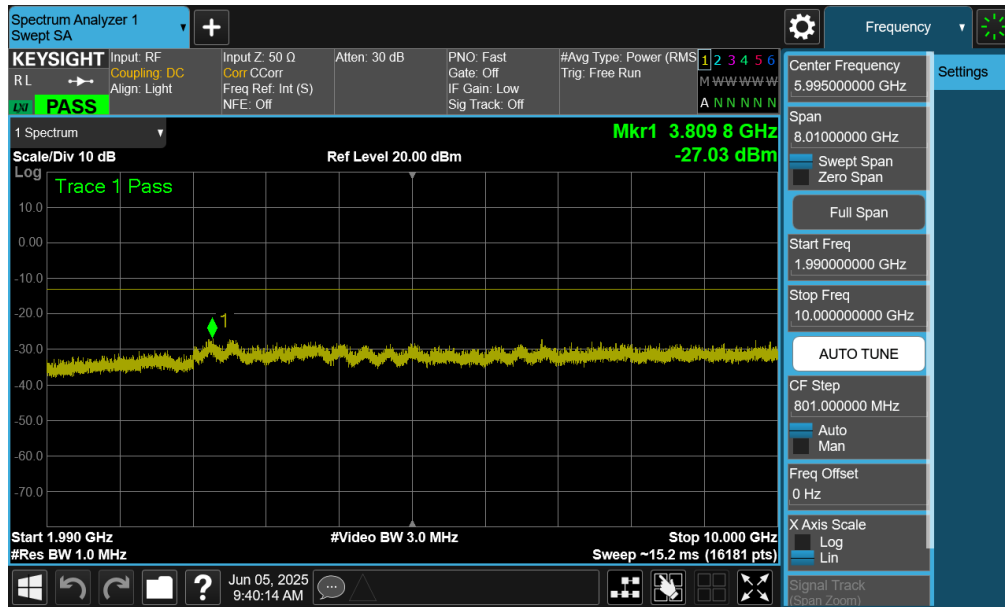 Spectrum Analyzer 1
Swept SA
+
Frequency
KEYSIGHT
R L
LXI PASS
Input: RF
Coupling: DC
Align: Light
Input Z: 50 Ω
Corr CCorr
Freq Ref: Int (S)
NFE: Off
Atten: 30 dB
PNO: Fast
Gate: Off
IF Gain: Low
Sig Track: Off
#Avg Type: Power (RMS
Trig: Free Run
1 2 3 4 5 6
M W W W W W
A N N N N N
1 Spectrum
Scale/Div 10 dB
Ref Level 20.00 dBm
Mkr1 3.809 8 GHz
-27.03 dBm
Log
Trace 1 Pass
10.0
0.00
-10.0
-20.0
-30.0
-40.0
-50.0
-60.0
-70.0
1
Start 1.990 GHz
#Res BW 1.0 MHz
#Video BW 3.0 MHz
Stop 10.000 GHz
Sweep ~15.2 ms (16181 pts)
Center Frequency
5.995000000 GHz
Span
8.01000000 GHz
Swept Span
Zero Span
Full Span
Start Freq
1.990000000 GHz
Stop Freq
10.000000000 GHz
AUTO TUNE
CF Step
801.000000 MHz
Auto
Man
Freq Offset
0 Hz
X Axis Scale
Log
Lin
Signal Track
(Span Zoom)
Settings
?
Jun 05, 2025
9:40:14 AM